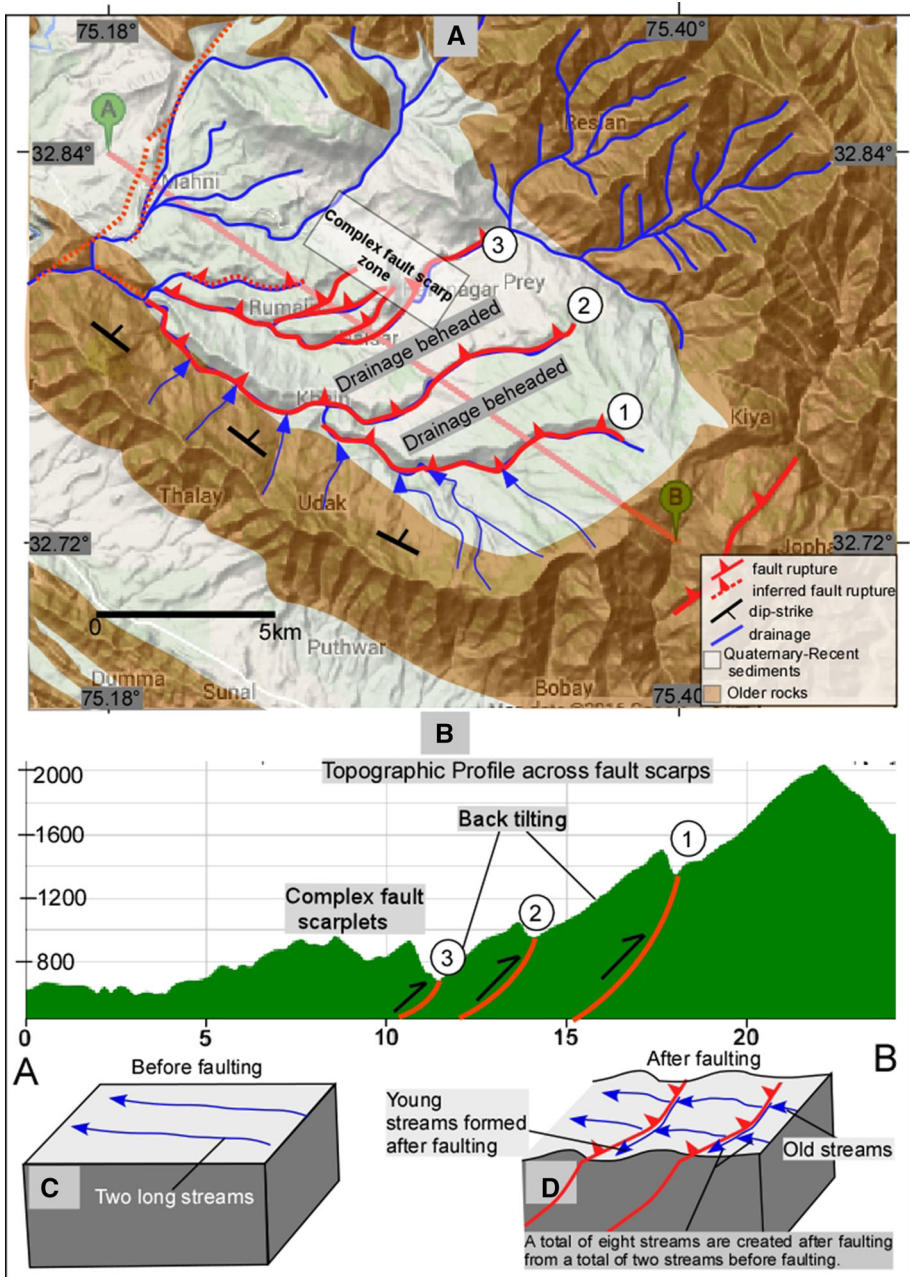 75.18°
A
75.40°
A
Reslan
32.84°
32.84°
Mahni
Complex fault scarp
zone
3
Prey
2
Drainage beheaded
Drainage beheaded
1
Kiya
Thalay
Udak
B
32.72°
32.72°
fault rupture
inferred fault rupture
dip-strike
drainage
Quaternary-Recent
sediments
Older rocks
0
5km
Puthwar
Dumma
Sunal
Bobay
75.18°
75.40°
B
Topographic Profile across fault scarps
2000
1600
1200
800
Back tilting
1
Complex fault
scarplets
2
3
0
5
10
15
20
A
B
Before faulting
Two long streams
C
After faulting
Young
streams formed
after faulting
Old streams
D
A total of eight streams are created after faulting
from a total of two streams before faulting.